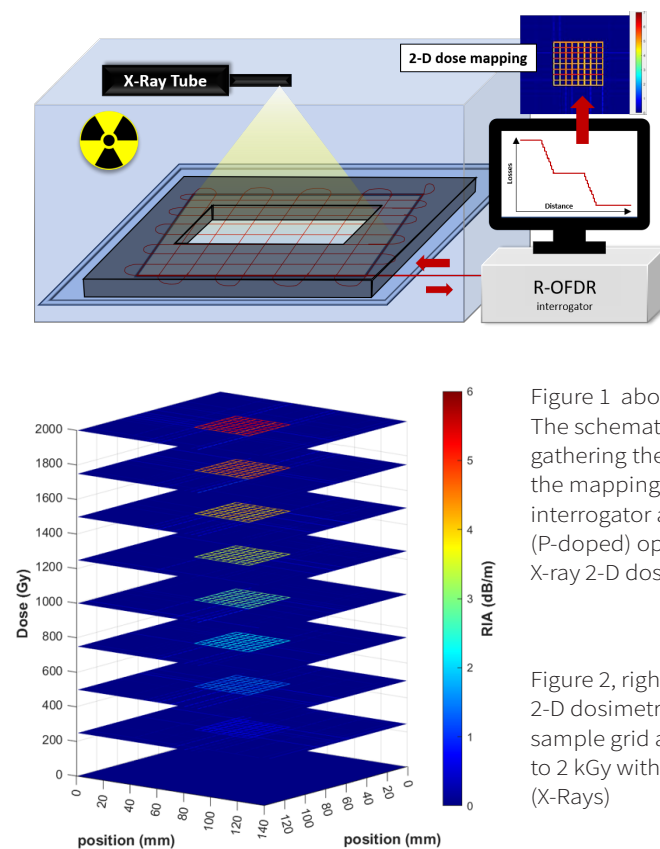 X-Ray Tube
2-D dose mapping
Losses
Distance
R-OFDR
interrogator
Figure 1 abo
The schemat
gathering the
the mapping
interrogator a
(P-doped) op
X-ray 2-D dos
Dose (Gy)
2000
1800
1600
1400
1200
1000
800
600
400
200
0
0
20
40
60
80
100
120
140
position (mm)
120
100
80
60
40
20
0
position (mm)
6
5
4
3
2
1
0
RIA (dB/m)
Figure 2, righ
2-D dosimetr
sample grid a
to 2 kGy with
(X-Rays)